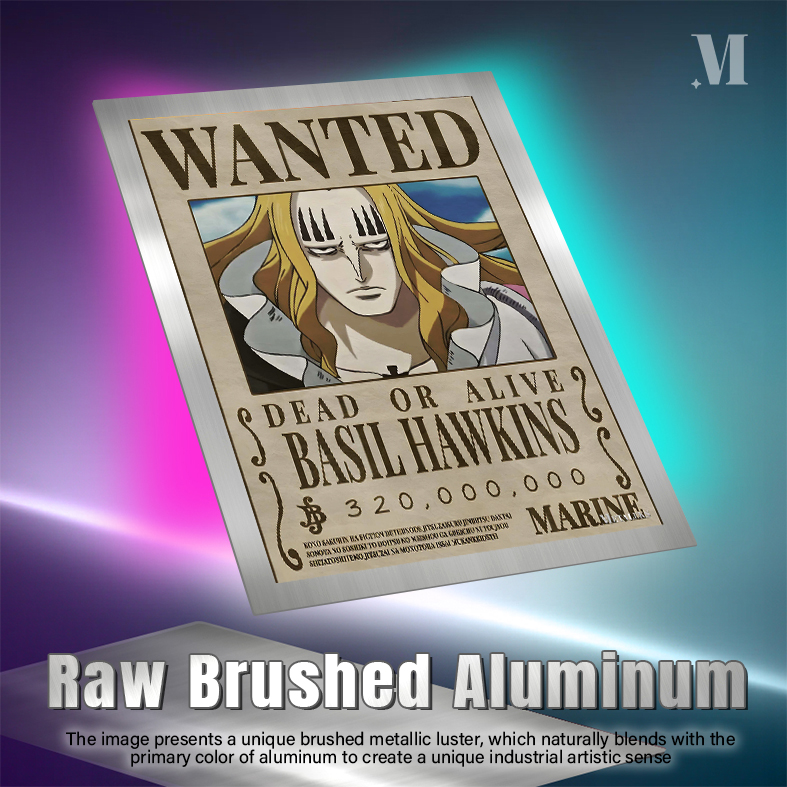 M
WANTED
DEAD OR ALIVE
BASIL HAWKINS
320,000,000
MARINE
Raw Brushed Aluminum
The image presents a unique brushed metallic luster, which naturally blends with the
primary color of aluminum to create a unique industrial artistic sense